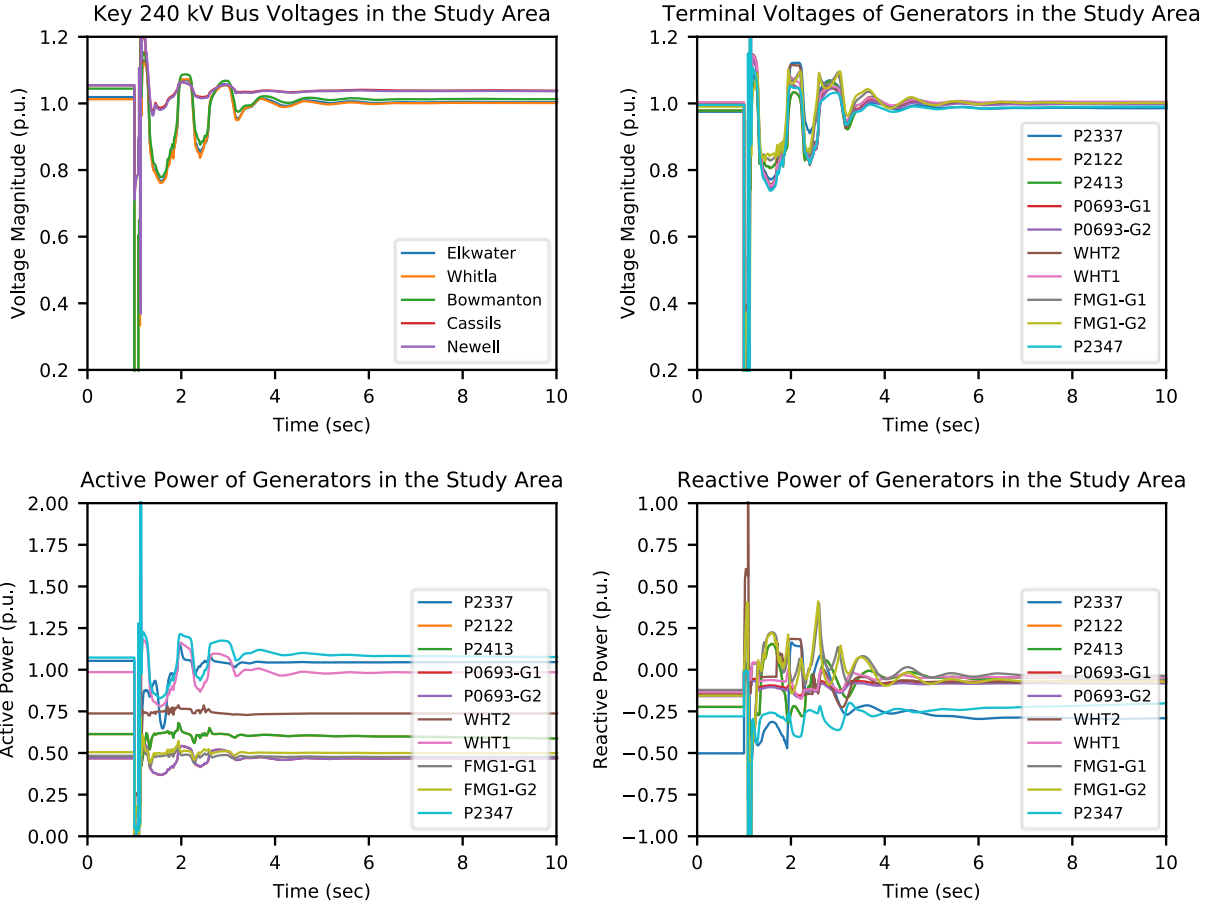 Key 240 kV Bus Voltages in the Study Area
Voltage Magnitude (p.u.)
1.2
1.0
0.8
0.6
0.4
0.2
Elkwater
Whitla
Bowmanton
Cassils
Newell
0 2 4 6 8 10
Time (sec)
Terminal Voltages of Generators in the Study Area
Voltage Magnitude (p.u.)
1.2
1.0
0.8
0.6
0.4
0.2
P2337
P2122
P2413
P0693-G1
P0693-G2
WHT2
WHT1
FMG1-G1
FMG1-G2
P2347
0 2 4 6 8 10
Time (sec)
Active Power of Generators in the Study Area
Active Power (p.u.)
2.00
1.75
1.50
1.25
1.00
0.75
0.50
0.25
0.00
P2337
P2122
P2413
P0693-G1
P0693-G2
WHT2
WHT1
FMG1-G1
FMG1-G2
P2347
0 2 4 6 8 10
Time (sec)
Reactive Power of Generators in the Study Area
Reactive Power (p.u.)
1.00
0.75
0.50
0.25
0.00
−0.25
−0.50
−0.75
−1.00
P2337
P2122
P2413
P0693-G1
P0693-G2
WHT2
WHT1
FMG1-G1
FMG1-G2
P2347
0 2 4 6 8 10
Time (sec)